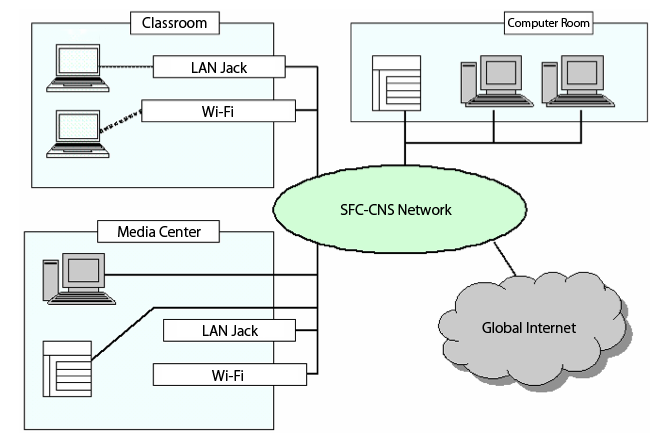 Classroom
LAN Jack
Wi-Fi
Computer Room
SFC-CNS Network
Media Center
LAN Jack
Wi-Fi
Global Internet